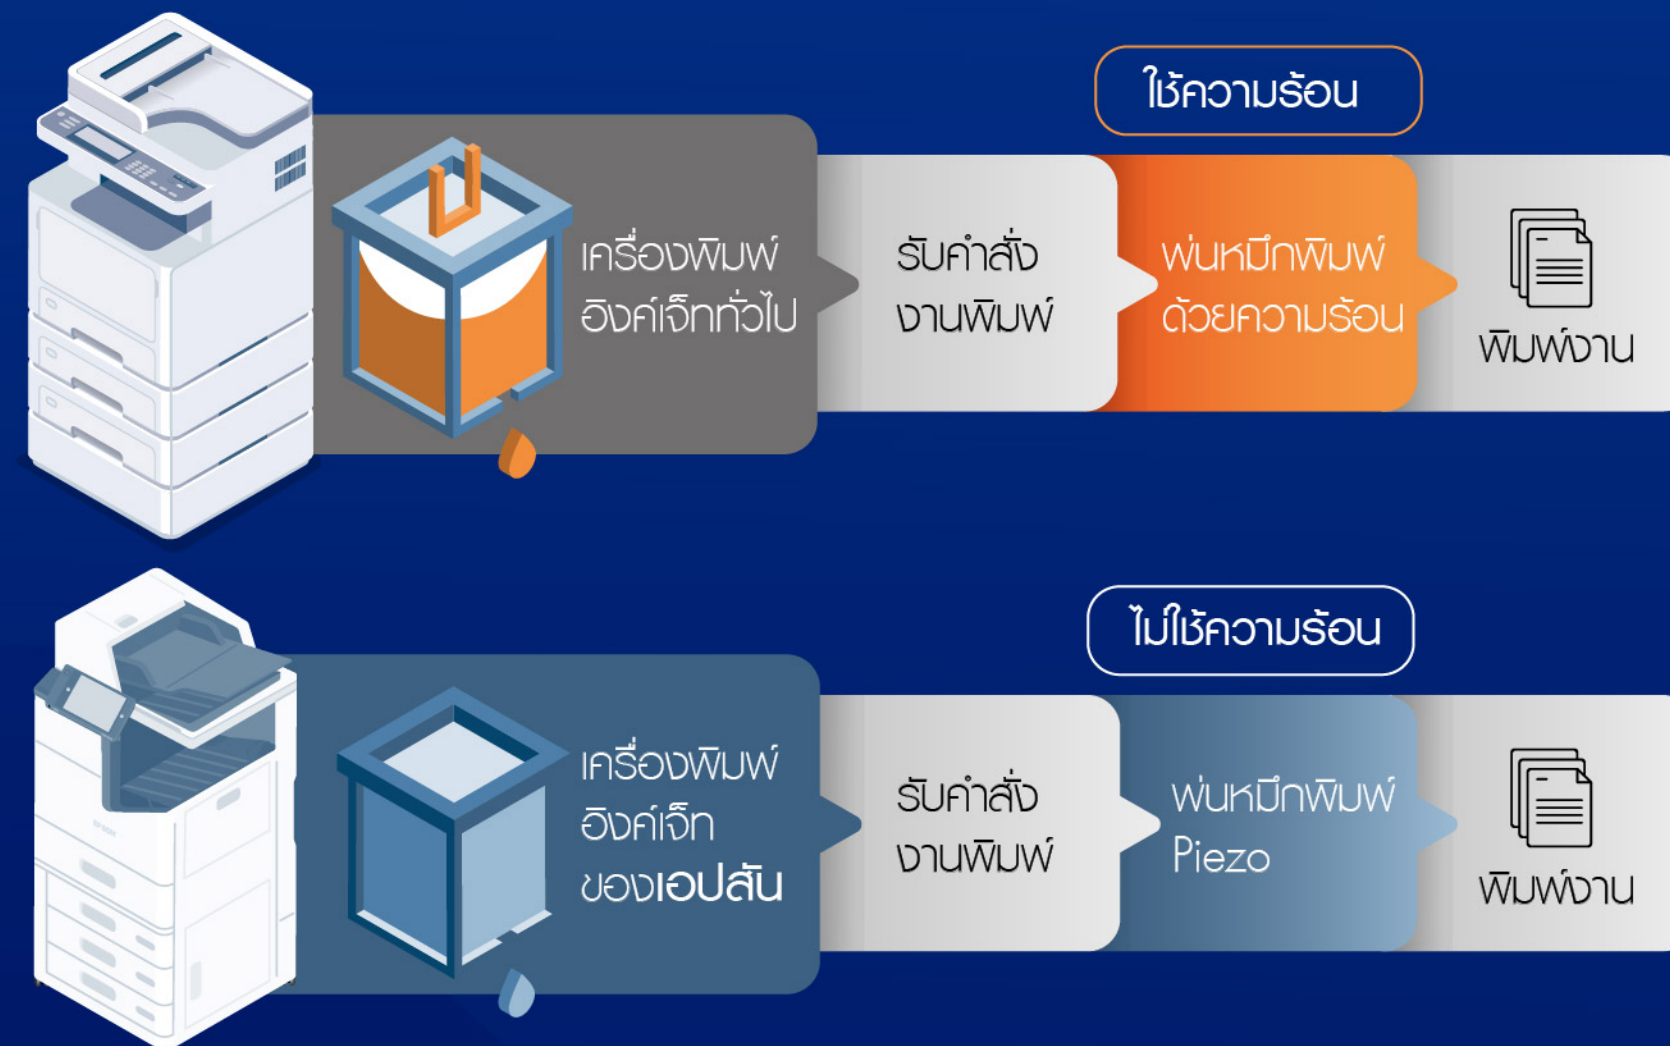 ใช้ความร้อน
เครื่องพิมพ์
อิงค์เจ็ททั่วไป
รับคำสั่ง
งานพิมพ์
พ่นหมึกพิมพ์
ด้วยความร้อน
พิมพ์งาน
ไม่ใช้ความร้อน
เครื่องพิมพ์
อิงค์เจ็ท
ของเอปสัน
รับคำสั่ง
งานพิมพ์
พ่นหมึกพิมพ์
Piezo
พิมพ์งาน
EPSON